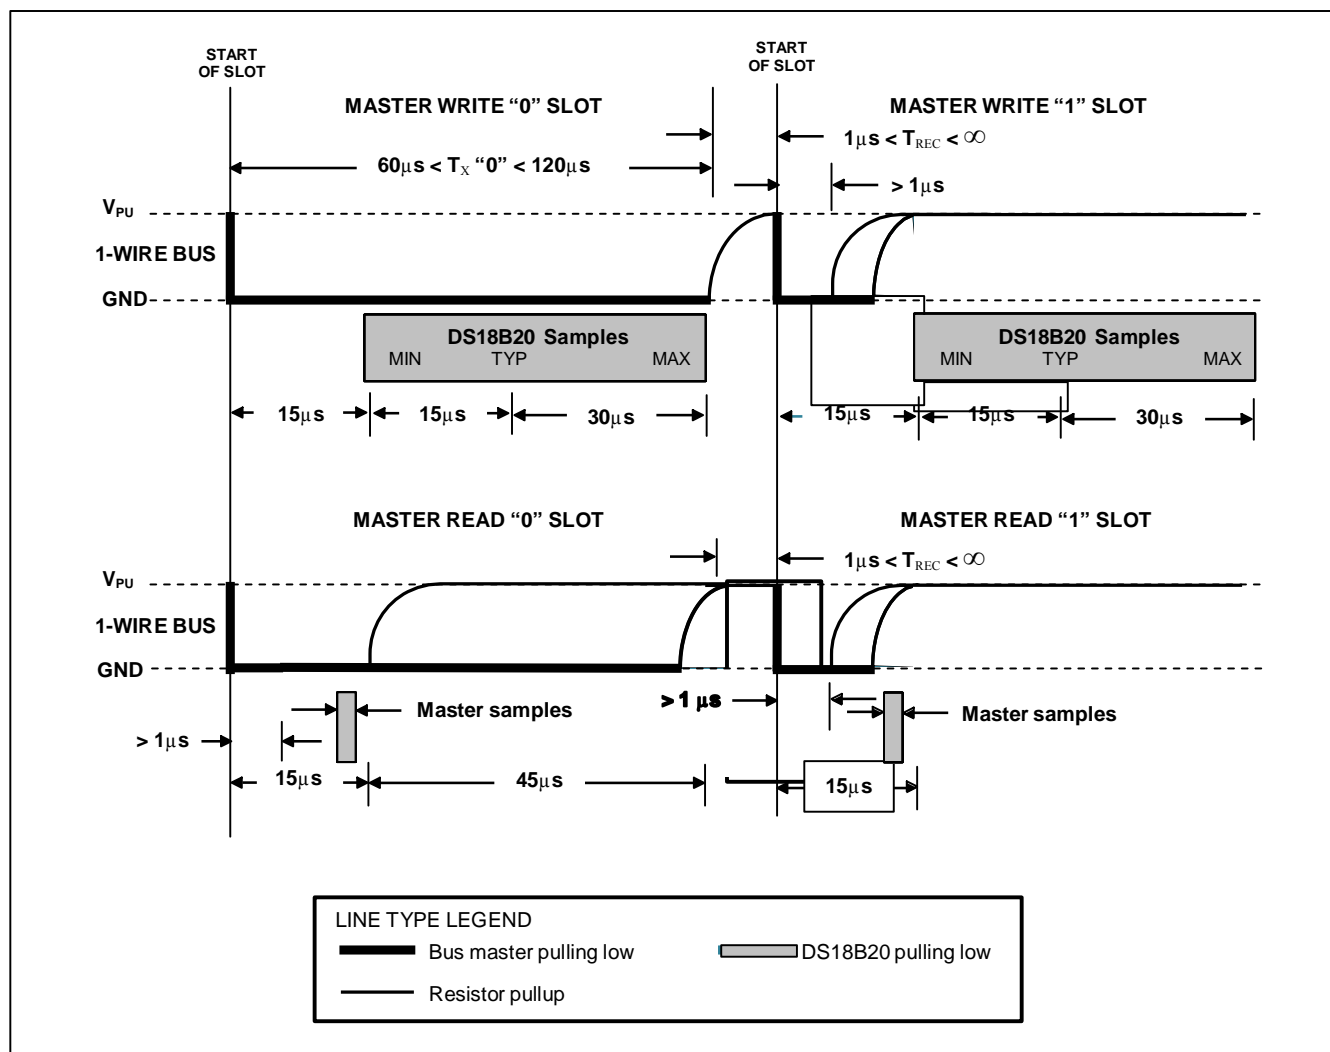 START
OF SLOT
START
OF SLOT
MASTER WRITE “0” SLOT
MASTER WRITE “1” SLOT
1μs < TREC < ∞
60μs < TX “0” < 120μs
> 1μs
VPU
1-WIRE BUS
GND
DS18B20 Samples
MIN TYP MAX
DS18B20 Samples
MIN TYP MAX
15μs 15μs 30μs
15μs 15μs 30μs
MASTER READ “0” SLOT
MASTER READ “1” SLOT
1μs < TREC < ∞
VPU
1-WIRE BUS
GND
> 1 μs
Master samples
Master samples
> 1μs
15μs 45μs
15μs
LINE TYPE LEGEND
Bus master pulling low
DS18B20 pulling low
Resistor pullup